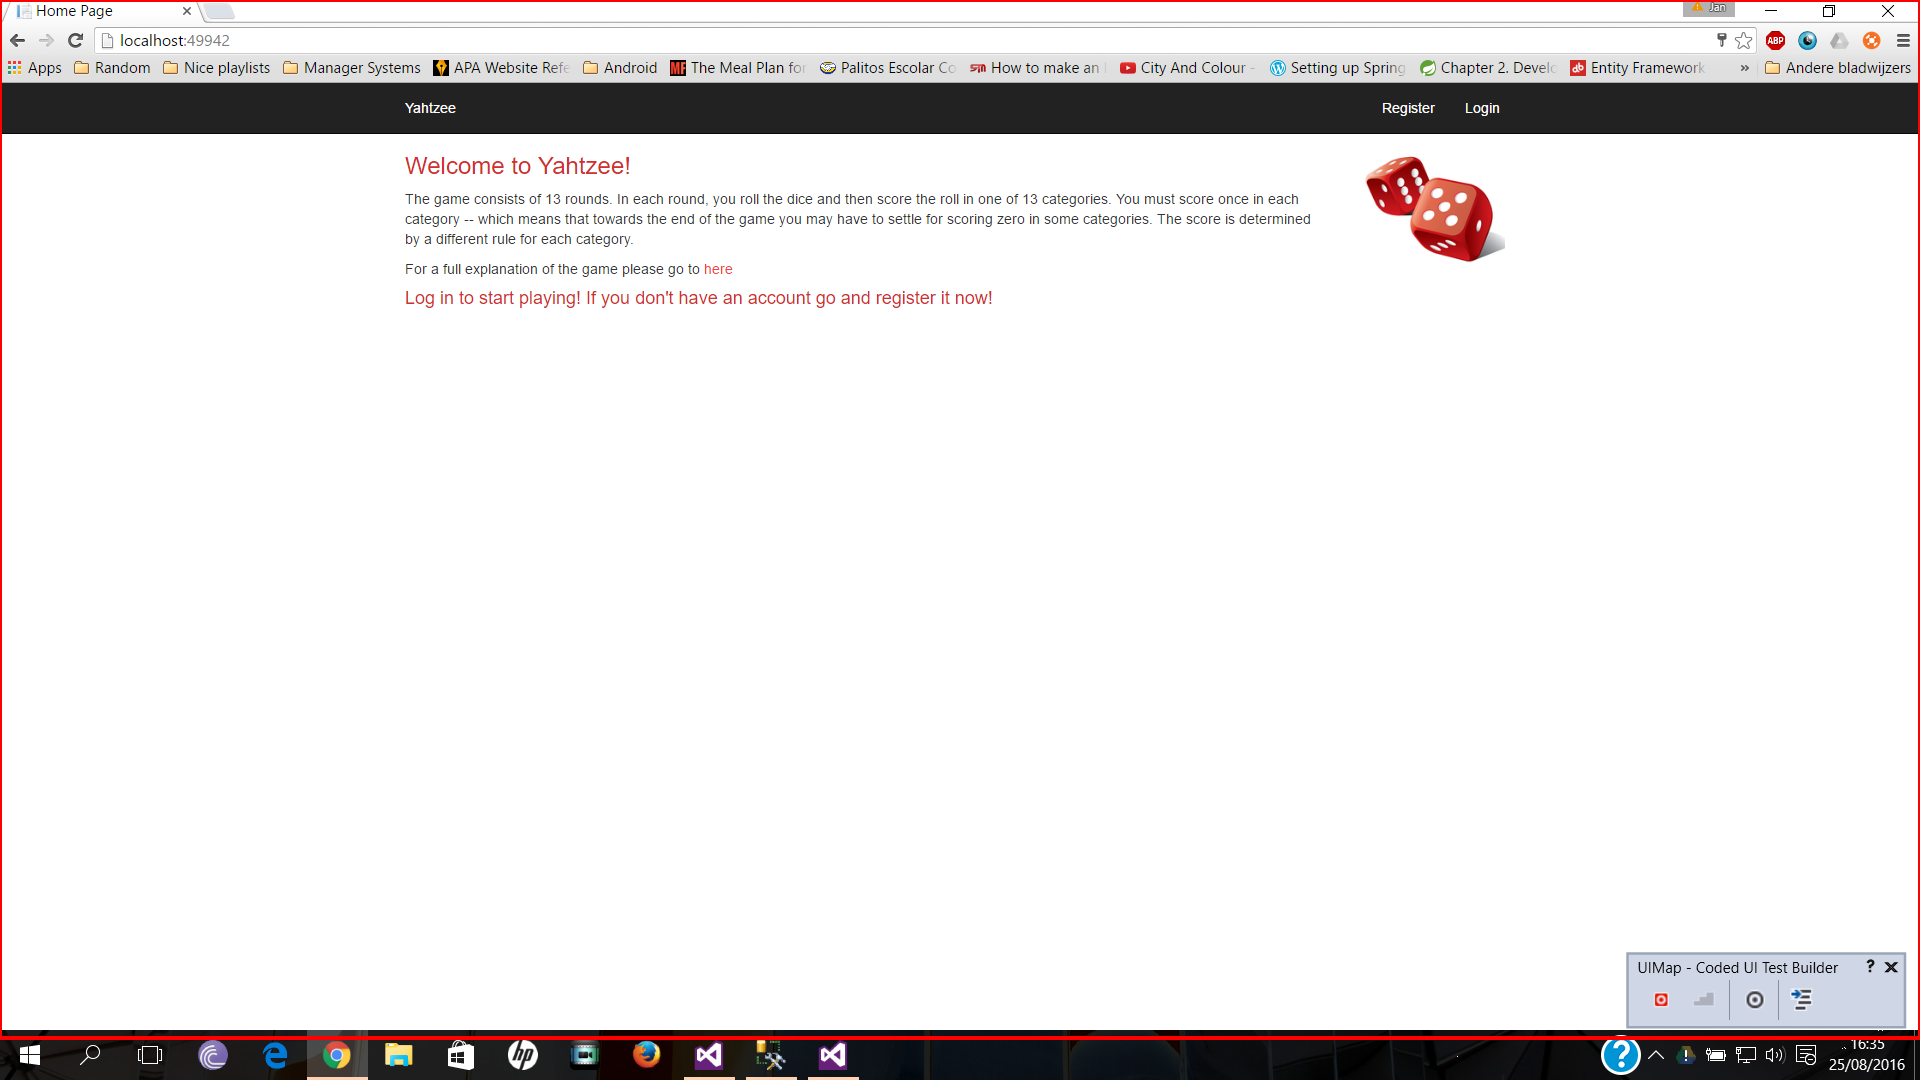 Home Page
Jan
localhost:49942
ABP
Apps Random Nice playlists Manager Systems APA Website Refe Android MF The Meal Plan for Palitos Escolar Co How to make an City And Colour - Setting up Spring Chapter 2. Develo Entity Framework » Andere bladwijzers
Yahtzee Register Login
Welcome to Yahtzee!
The game consists of 13 rounds. In each round, you roll the dice and then score the roll in one of 13 categories. You must score once in each
category -- which means that towards the end of the game you may have to settle for scoring zero in some categories. The score is determined
by a different rule for each category.
For a full explanation of the game please go to here
Log in to start playing! If you don't have an account go and register it now!
UIMap - Coded UI Test Builder ?
hp
16:35
25/08/2016